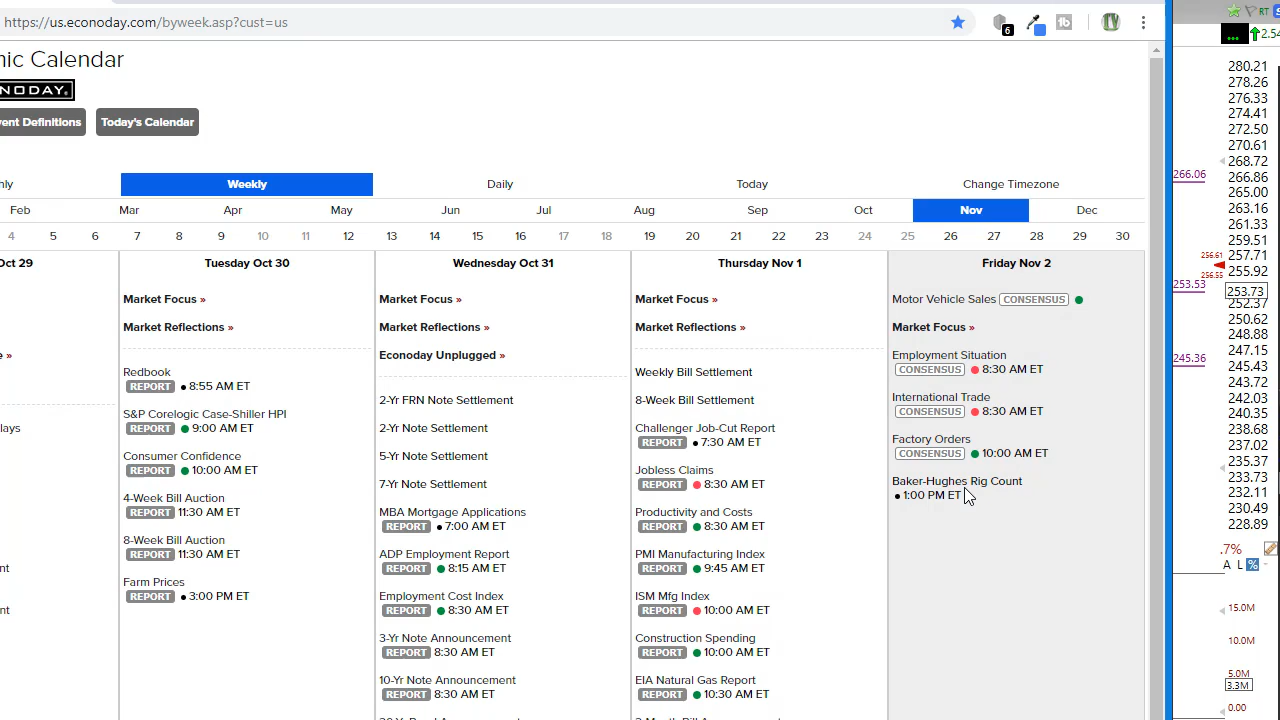 https://us.econoday.com/byweek.asp?cust=us
6
RT
... 2.54
nic Calendar
NODAY
vent Definitions
Today's Calendar
hly
Weekly
Daily
Today
Change Timezone
Feb Mar Apr May Jun Jul Aug Sep Oct Nov Dec
4 5 6 7 8 9 10 11 12 13 14 15 16 17 18 19 20 21 22 23 24 25 26 27 28 29 30
Oct 29
»
lays
nt
nt
Tuesday Oct 30
Market Focus »
Market Reflections »
Redbook
REPORT • 8:55 AM ET
S&P Corelogic Case-Shiller HPI
REPORT 9:00 AM ET
Consumer Confidence
REPORT 10:00 AM ET
4-Week Bill Auction
REPORT 11:30 AM ET
8-Week Bill Auction
REPORT 11:30 AM ET
Farm Prices
REPORT • 3:00 PM ET
Wednesday Oct 31
Market Focus »
Market Reflections »
Econoday Unplugged »
2-Yr FRN Note Settlement
2-Yr Note Settlement
5-Yr Note Settlement
7-Yr Note Settlement
MBA Mortgage Applications
REPORT • 7:00 AM ET
ADP Employment Report
REPORT 8:15 AM ET
Employment Cost Index
REPORT 8:30 AM ET
3-Yr Note Announcement
REPORT 8:30 AM ET
10-Yr Note Announcement
REPORT 8:30 AM ET
Thursday Nov 1
Market Focus »
Market Reflections »
Weekly Bill Settlement
8-Week Bill Settlement
Challenger Job-Cut Report
REPORT • 7:30 AM ET
Jobless Claims
REPORT 8:30 AM ET
Productivity and Costs
REPORT 8:30 AM ET
PMI Manufacturing Index
REPORT 9:45 AM ET
ISM Mfg Index
REPORT 10:00 AM ET
Construction Spending
REPORT 10:00 AM ET
EIA Natural Gas Report
REPORT 10:30 AM ET
Friday Nov 2
Motor Vehicle Sales CONSENSUS
Market Focus »
Employment Situation
CONSENSUS 8:30 AM ET
International Trade
CONSENSUS 8:30 AM ET
Factory Orders
CONSENSUS 10:00 AM ET
Baker-Hughes Rig Count
• 1:00 PM ET
280.21
278.26
276.33
274.41
272.50
270.61
268.72
266.86
266.06
265.00
263.16
261.33
259.51
257.71
256.61
255.92
256.55
253.53
253.73
252.37
250.62
248.88
247.15
245.36
245.43
243.72
242.03
240.35
238.68
237.02
235.37
233.73
232.11
230.49
228.89
.7%
A L %
15.0M
10.0M
5.0M
3.3M
0.00